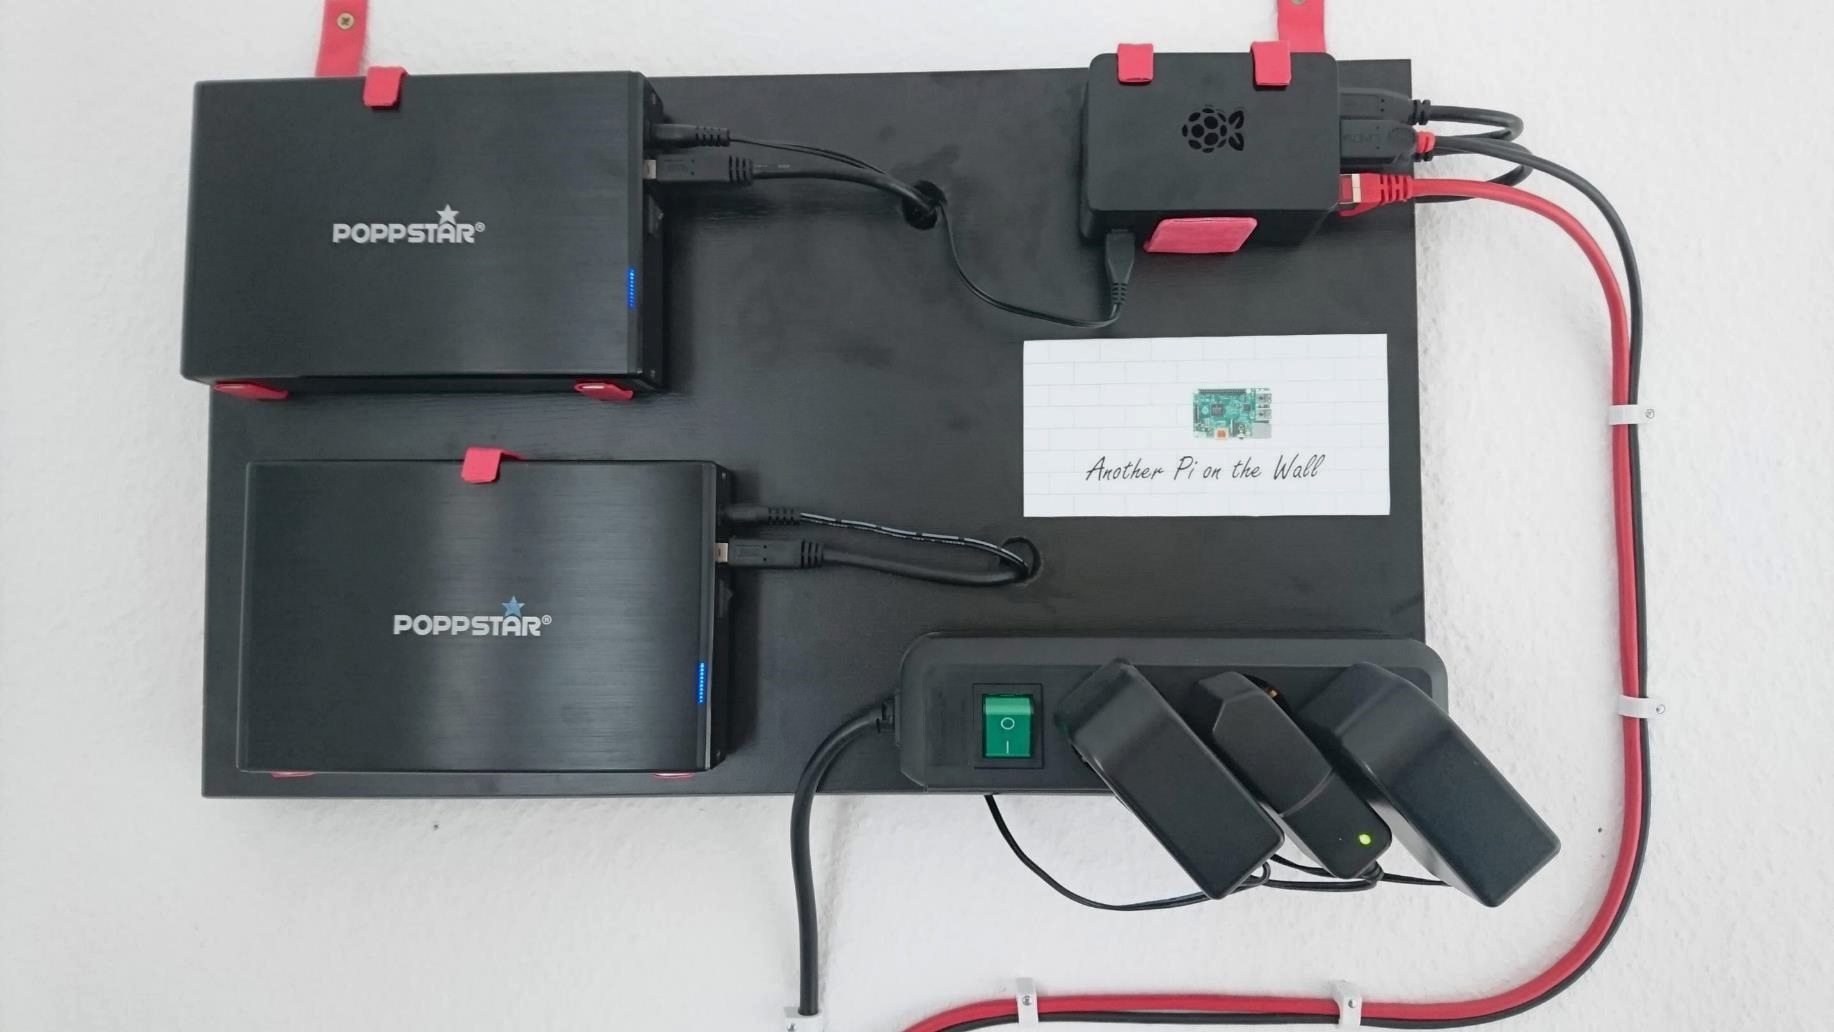 POPPSTAR®
POPPSTAR®
Another Pi on the Wall